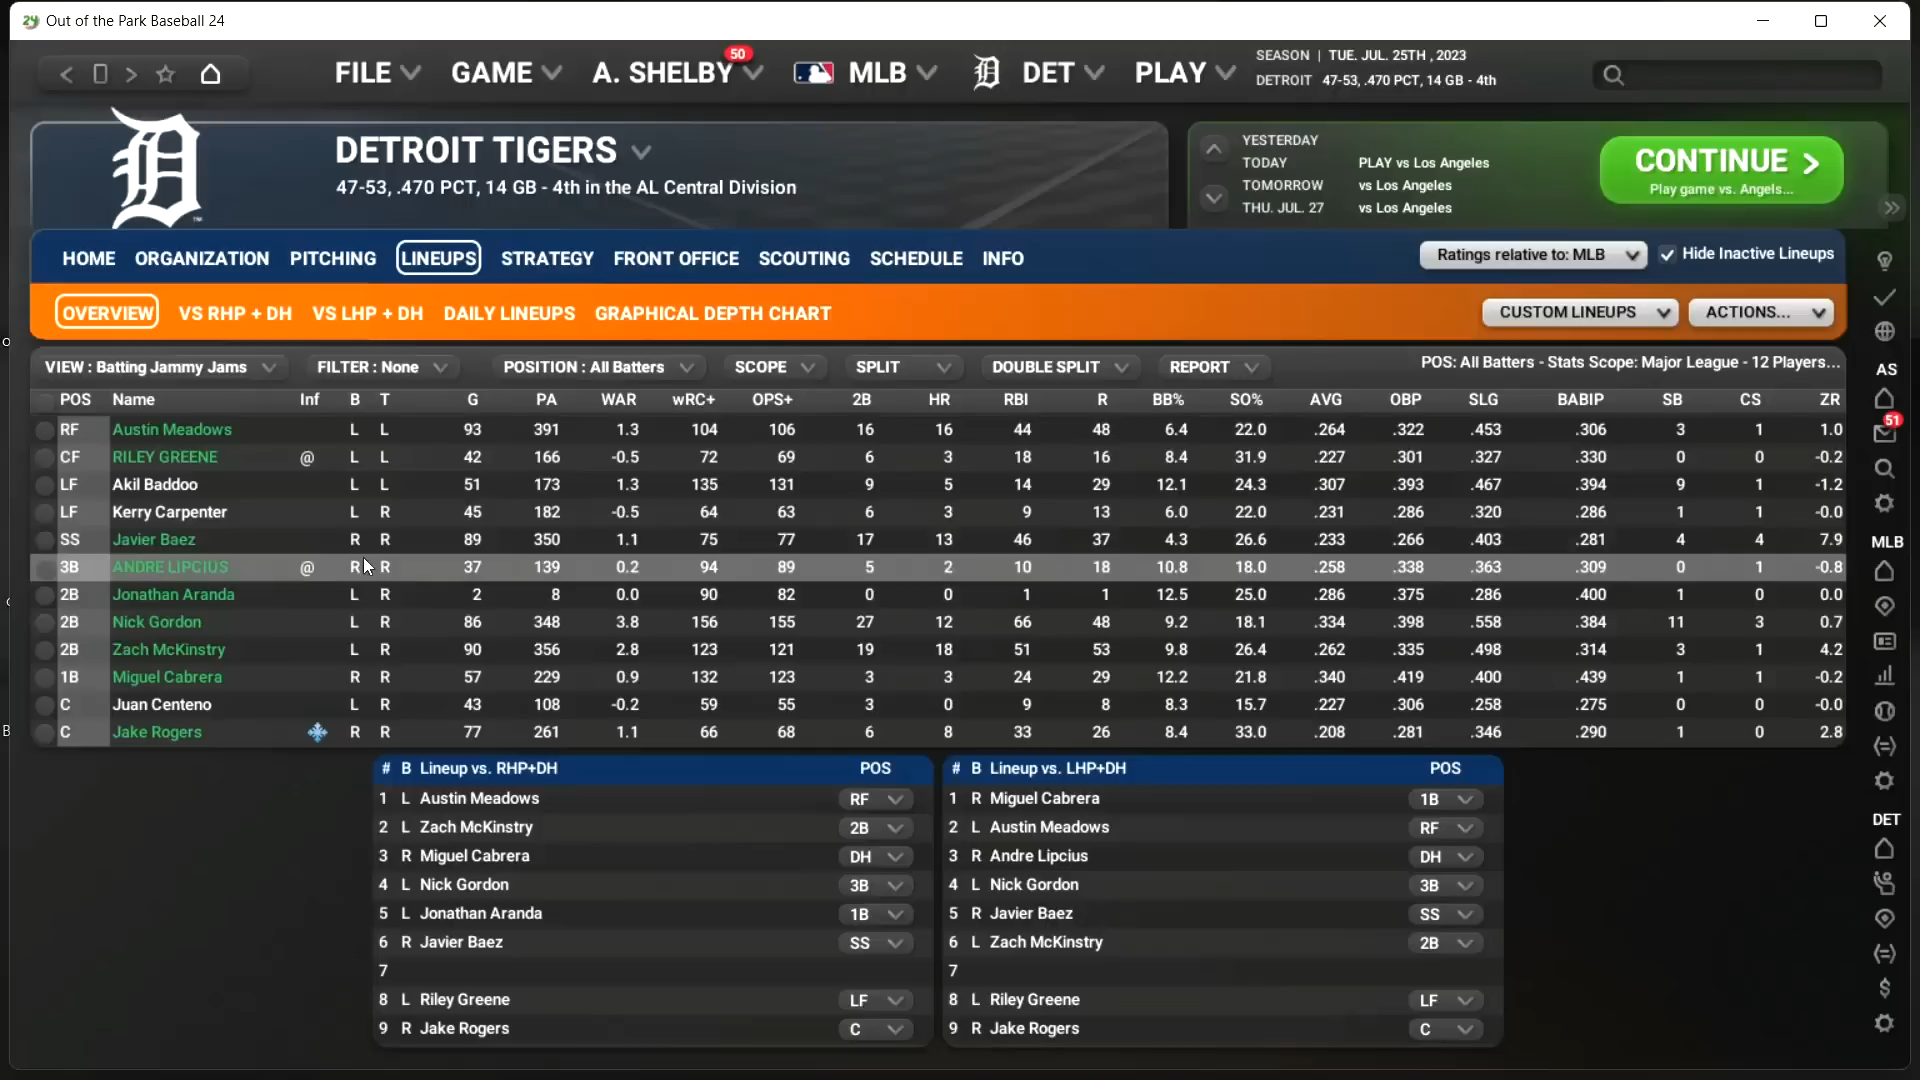 Out of the Park Baseball 24
FILE GAME A. SHELBY 50 MLB DET PLAY
SEASON | TUE. JUL. 25TH , 2023
DETROIT 47-53, .470 PCT, 14 GB - 4th
DETROIT TIGERS
47-53, .470 PCT, 14 GB - 4th in the AL Central Division
YESTERDAY
TODAY PLAY vs Los Angeles
TOMORROW vs Los Angeles
THU. JUL. 27 vs Los Angeles
CONTINUE
Play game vs. Angels...
HOME ORGANIZATION PITCHING LINEUPS STRATEGY FRONT OFFICE SCOUTING SCHEDULE INFO Ratings relative to: MLB Hide Inactive Lineups
OVERVIEW VS RHP + DH VS LHP + DH DAILY LINEUPS GRAPHICAL DEPTH CHART CUSTOM LINEUPS ACTIONS...
VIEW : Batting Jammy Jams FILTER : None POSITION : All Batters SCOPE SPLIT DOUBLE SPLIT REPORT POS: All Batters - Stats Scope: Major League - 12 Players...
POS Name Inf B T G PA WAR wRC+ OPS+ 2B HR RBI R BB% SO% AVG OBP SLG BABIP SB CS ZR
RF Austin Meadows L L 93 391 1.3 104 106 16 16 44 48 6.4 22.0 .264 .322 .453 .306 3 1 1.0
CF RILEY GREENE @ L L 42 166 -0.5 72 69 6 3 18 16 8.4 31.9 .227 .301 .327 .330 0 0 -0.2
LF Akil Baddoo L L 51 173 1.3 135 131 9 5 14 29 12.1 24.3 .307 .393 .467 .394 9 1 -1.2
LF Kerry Carpenter L R 45 182 -0.5 64 63 6 3 9 13 6.0 22.0 .231 .286 .320 .286 1 1 -0.0
SS Javier Baez R R 89 350 1.1 75 77 17 13 46 37 4.3 26.6 .233 .266 .403 .281 4 4 7.9
3B ANDRE LIPCIUS @ R R 37 139 0.2 94 89 5 2 10 18 10.8 18.0 .258 .338 .363 .309 0 1 -0.8
2B Jonathan Aranda L R 2 8 0.0 90 82 0 0 1 1 12.5 25.0 .286 .375 .286 .400 1 0 0.0
2B Nick Gordon L R 86 348 3.8 156 155 27 12 66 48 9.2 18.1 .334 .398 .558 .384 11 3 0.7
2B Zach McKinstry L R 90 356 2.8 123 121 19 18 51 53 9.8 26.4 .262 .335 .498 .314 3 1 4.2
1B Miguel Cabrera R R 57 229 0.9 132 123 3 3 24 29 12.2 21.8 .340 .419 .400 .439 1 1 -0.2
C Juan Centeno L R 43 108 -0.2 59 55 3 0 9 8 8.3 15.7 .227 .306 .258 .275 0 0 -0.0
C Jake Rogers R R 77 261 1.1 66 68 6 8 33 26 8.4 33.0 .208 .281 .346 .290 1 0 2.8
# B Lineup vs. RHP+DH POS
1 L Austin Meadows RF
2 L Zach McKinstry 2B
3 R Miguel Cabrera DH
4 L Nick Gordon 3B
5 L Jonathan Aranda 1B
6 R Javier Baez SS
7
8 L Riley Greene LF
9 R Jake Rogers C
# B Lineup vs. LHP+DH POS
1 R Miguel Cabrera 1B
2 L Austin Meadows RF
3 R Andre Lipcius DH
4 L Nick Gordon 3B
5 R Javier Baez SS
6 L Zach McKinstry 2B
7
8 L Riley Greene LF
9 R Jake Rogers C
AS
51
MLB
DET